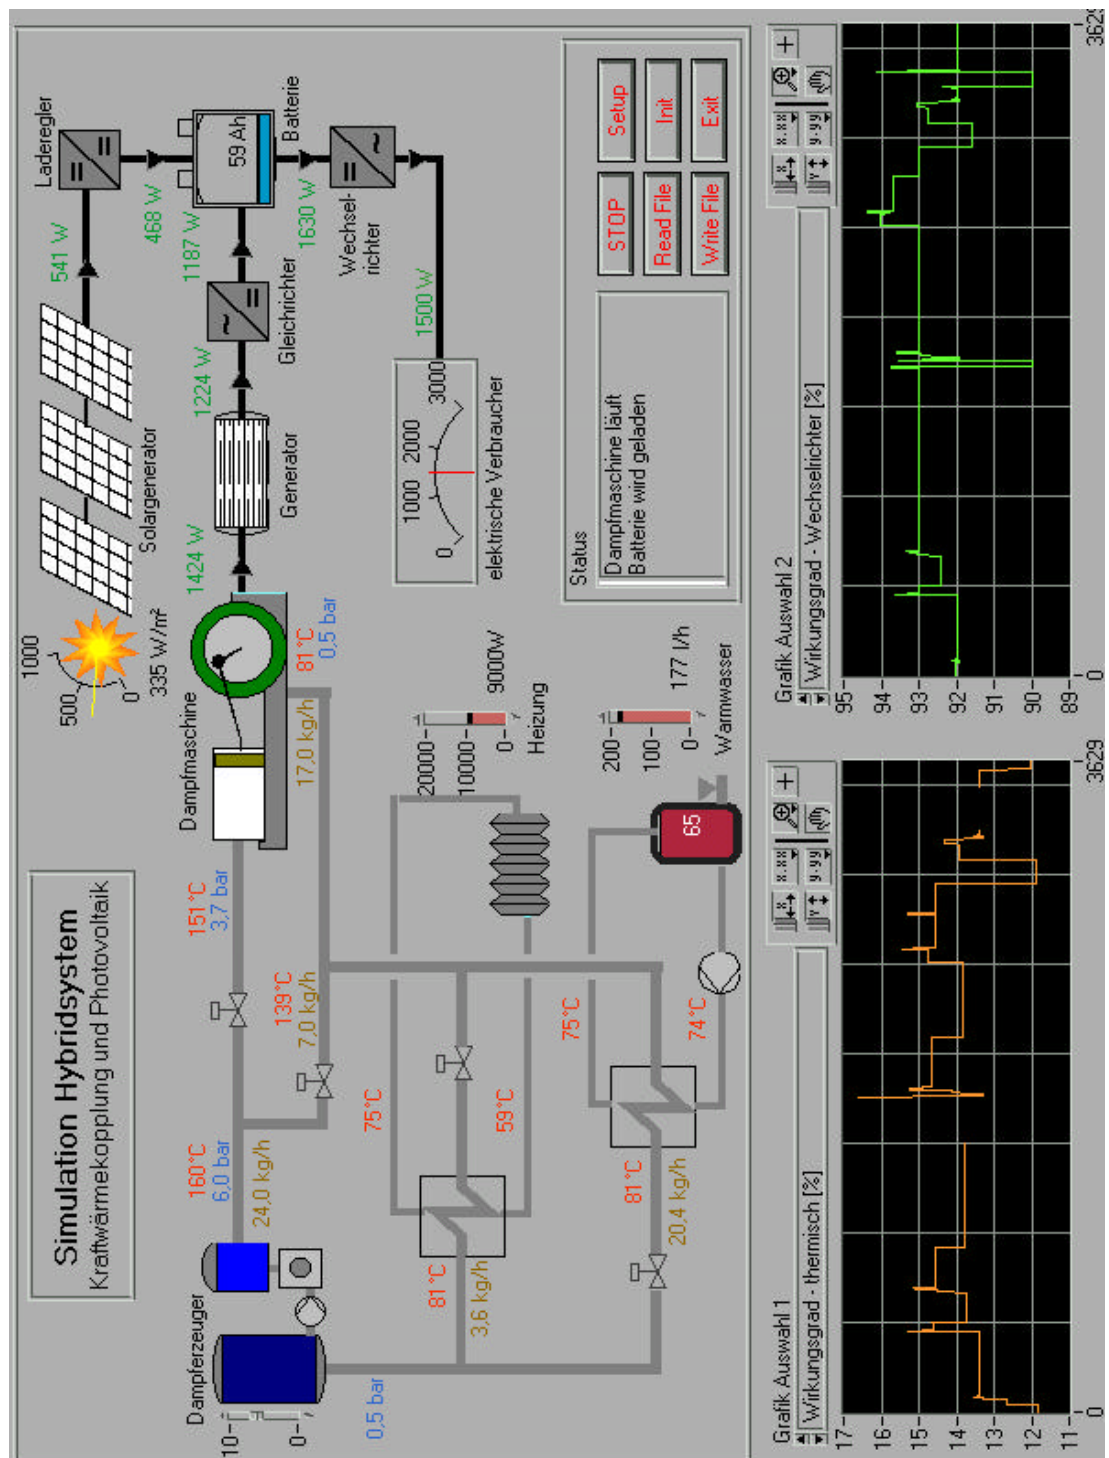 Simulation Hybridsystem
Kraftwärmekopplung und Photovoltaik
1000
500
0
335 W/m²
Solargenerator
541 W
Laderegler
468 W
Dampfmaschine
1424 W
Generator
1224 W
Gleichrichter
1187 W
59 Ah
Batterie
1630 W
Wechsel-
richter
1500 W
0
1000
2000
3000
elektrische Verbraucher
Dampferzeuger
10
0
160°C
6,0 bar
24,0 kg/h
151°C
3,7 bar
139°C
7,0 kg/h
81°C
0,5 bar
17,0 kg/h
0,5 bar
75°C
59°C
81°C
3,6 kg/h
20000
10000
0
9000W
Heizung
75°C
74°C
81°C
20,4 kg/h
65
200
100
0
177 l/h
Warmwasser
Status
Dampfmaschine läuft
Batterie wird geladen
STOP
Setup
Read File
Init
Write File
Exit
Grafik Auswahl 1
Wirkungsgrad - thermisch [%]
X
x.xx
+
Y
y.yy
17
16
15
14
13
12
11
0
3629
Grafik Auswahl 2
Wirkungsgrad - Wechselrichter [%]
X
x.xx
+
Y
y.yy
95
94
93
92
91
90
89
0
3629